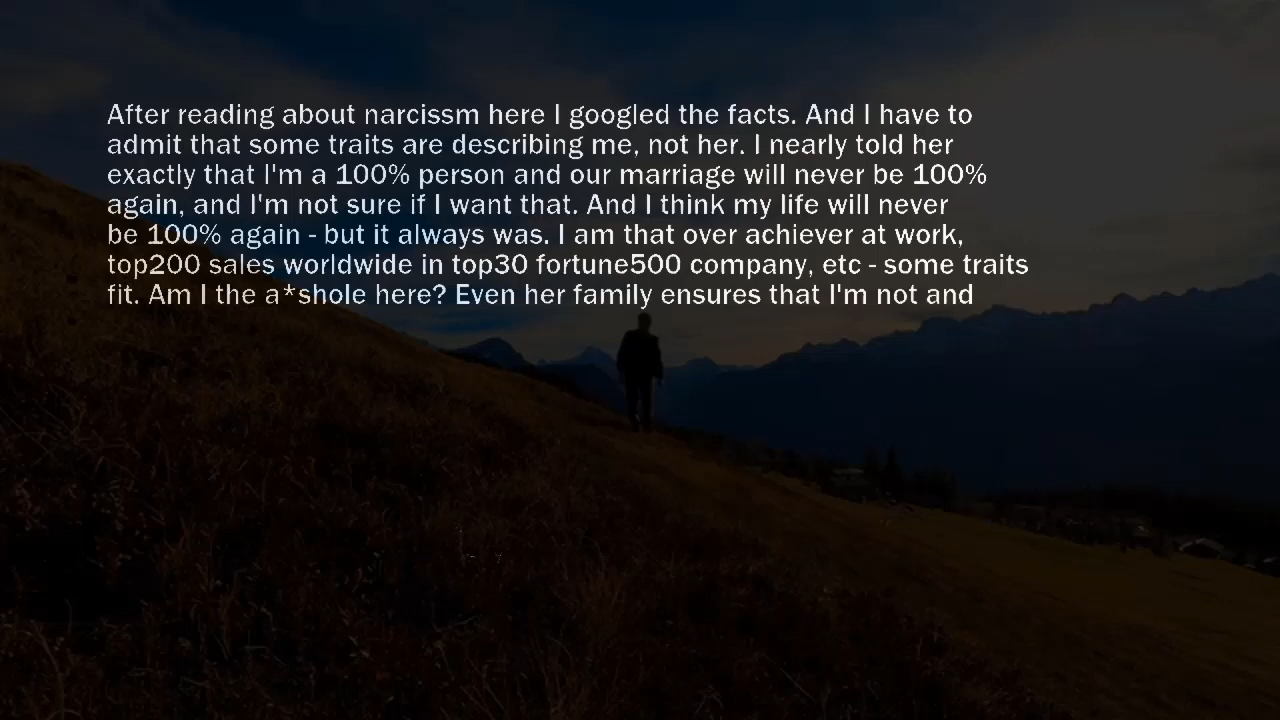 After reading about narcissm here I googled the facts. And I have to
admit that some traits are describing me, not her. I nearly told her
exactly that I'm a 100% person and our marriage will never be 100%
again, and I'm not sure if I want that. And I think my life will never
be 100% again - but it always was. I am that over achiever at work,
top200 sales worldwide in top30 fortune500 company, etc - some traits
fit. Am I the a*shole here? Even her family ensures that I'm not and